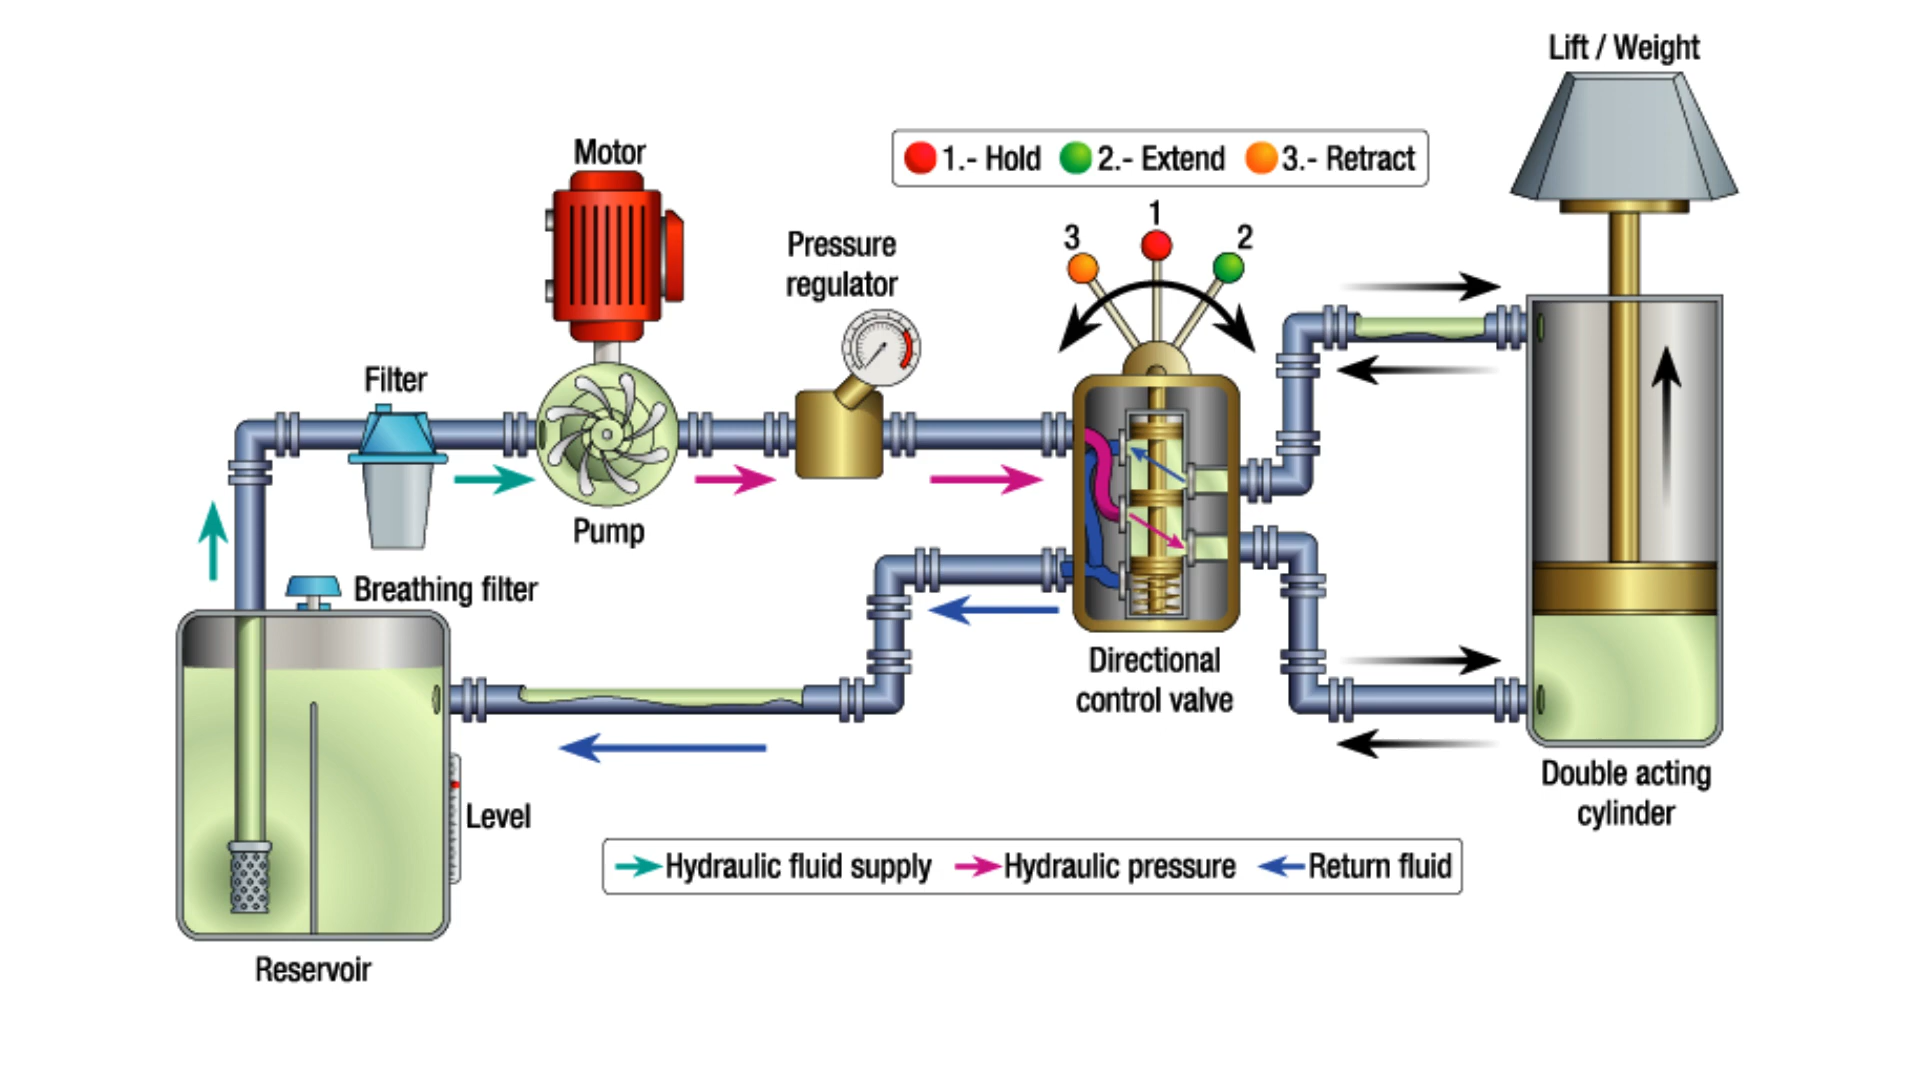 Lift / Weight
1.- Hold 2.- Extend 3.- Retract
Motor
1
3
2
Pressure
regulator
Filter
Pump
Breathing filter
Directional
control valve
Level
Double acting
cylinder
Hydraulic fluid supply Hydraulic pressure Return fluid
Reservoir